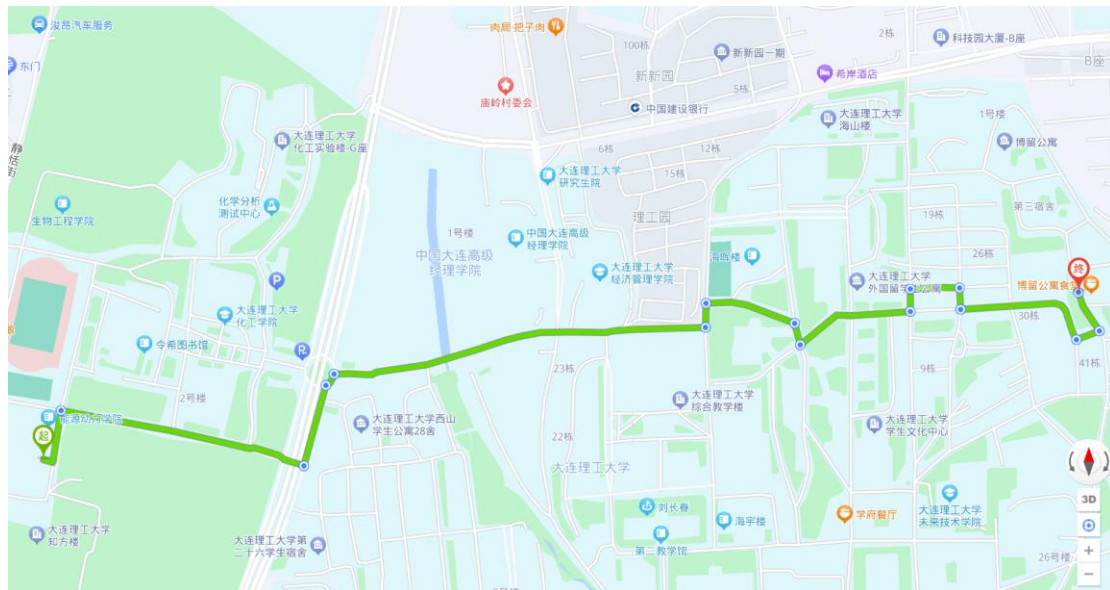 浚昂汽车服务
肉局·把子肉
2栋
科技园大厦-B座
东门
100栋
新新园一期
B座
新新园
希岸酒店
庙岭村委会
5栋
中国建设银行
大连理工大学
海山楼
1号楼
静恬街
大连理工大学
化工实验楼-G座
6栋
12栋
博留公寓
大连理工大学
研究生院
15栋
化学分析
测试中心
生物工程学院
第三宿舍
19栋
理工园
1号楼
中国大连高级
经理学院
中国大连高级
经理学院
海晖楼
26栋
终
大连理工大学
经济管理学院
大连理工大学
博留公寓食堂
P
大连理工大学
化工学院
30栋
令希图书馆
P
23栋
9栋
41栋
2号楼
大连理工大学
综合教学楼
能源动力学院
大连理工大学西山
学生公寓28舍
大连理工大学
学生文化中心
起
22栋
大连理工大学
3D
大连理工大学
未来技术学院
刘长春
学府餐厅
海宇楼
大连理工大学
知方楼
大连理工大学第
二十六学生宿舍
第二教学馆
26号楼